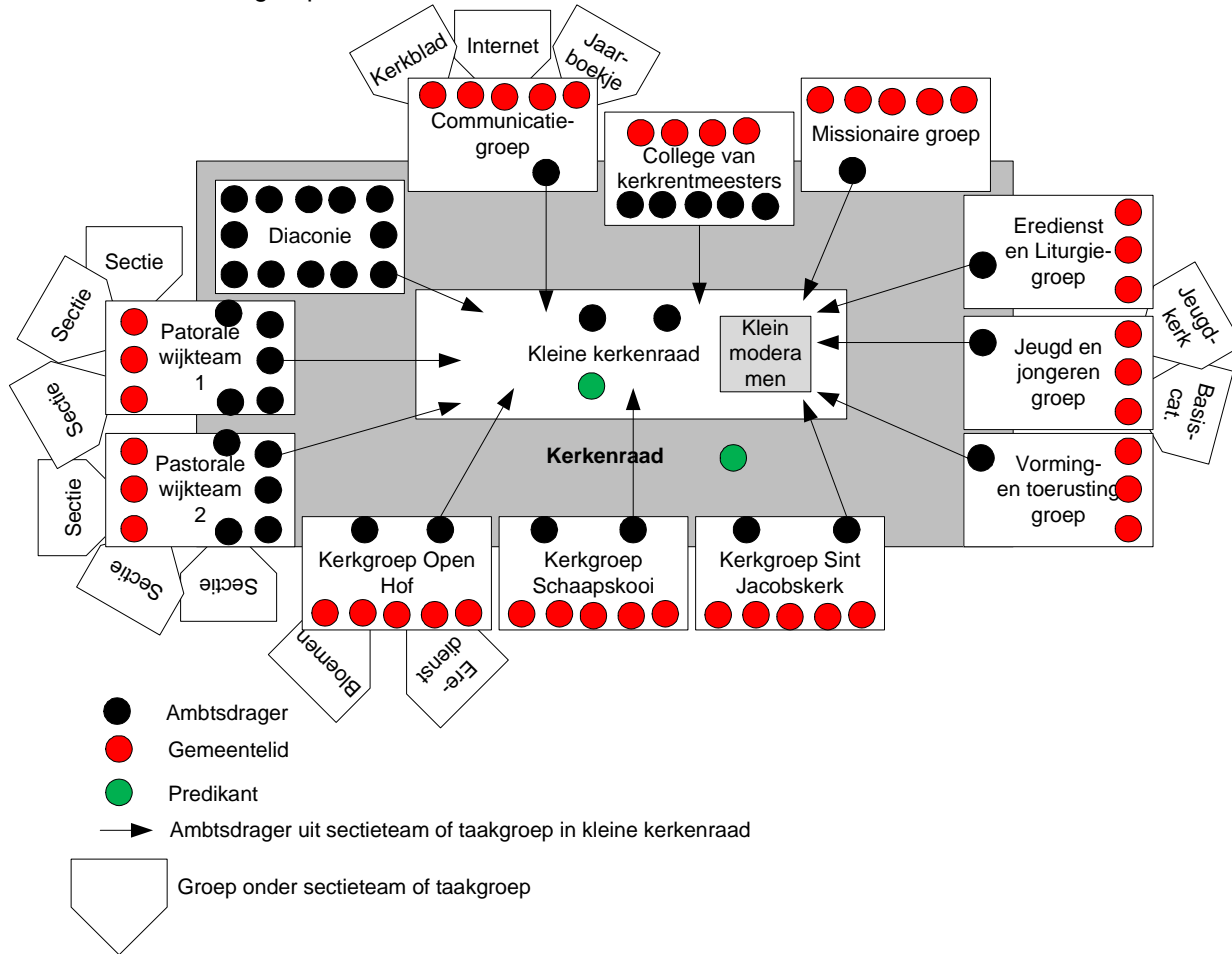 Kerkblad
Internet
Jaar-
boekje
Communicatie-
groep
College van
kerkrentmeesters
Missionaire groep
Diaconie
Eredienst
en Liturgie-
groep
Sectie
Sectie
Sectie
Patorale
wijkteam
1
Kleine kerkenraad
Klein
modera
men
Jeugd en
jongeren
groep
Jeugd-
kerk
Basis-
cat.
Pastorale
wijkteam
2
Sectie
Sectie
Sectie
Kerkenraad
Vorming-
en toerusting
groep
Kerkgroep Open
Hof
Kerkgroep
Schaapskooi
Kerkgroep Sint
Jacobskerk
Bloemen
Ere-
dienst
Ambtsdrager
Gemeentelid
Predikant
Ambtsdrager uit sectieteam of taakgroep in kleine kerkenraad
Groep onder sectieteam of taakgroep